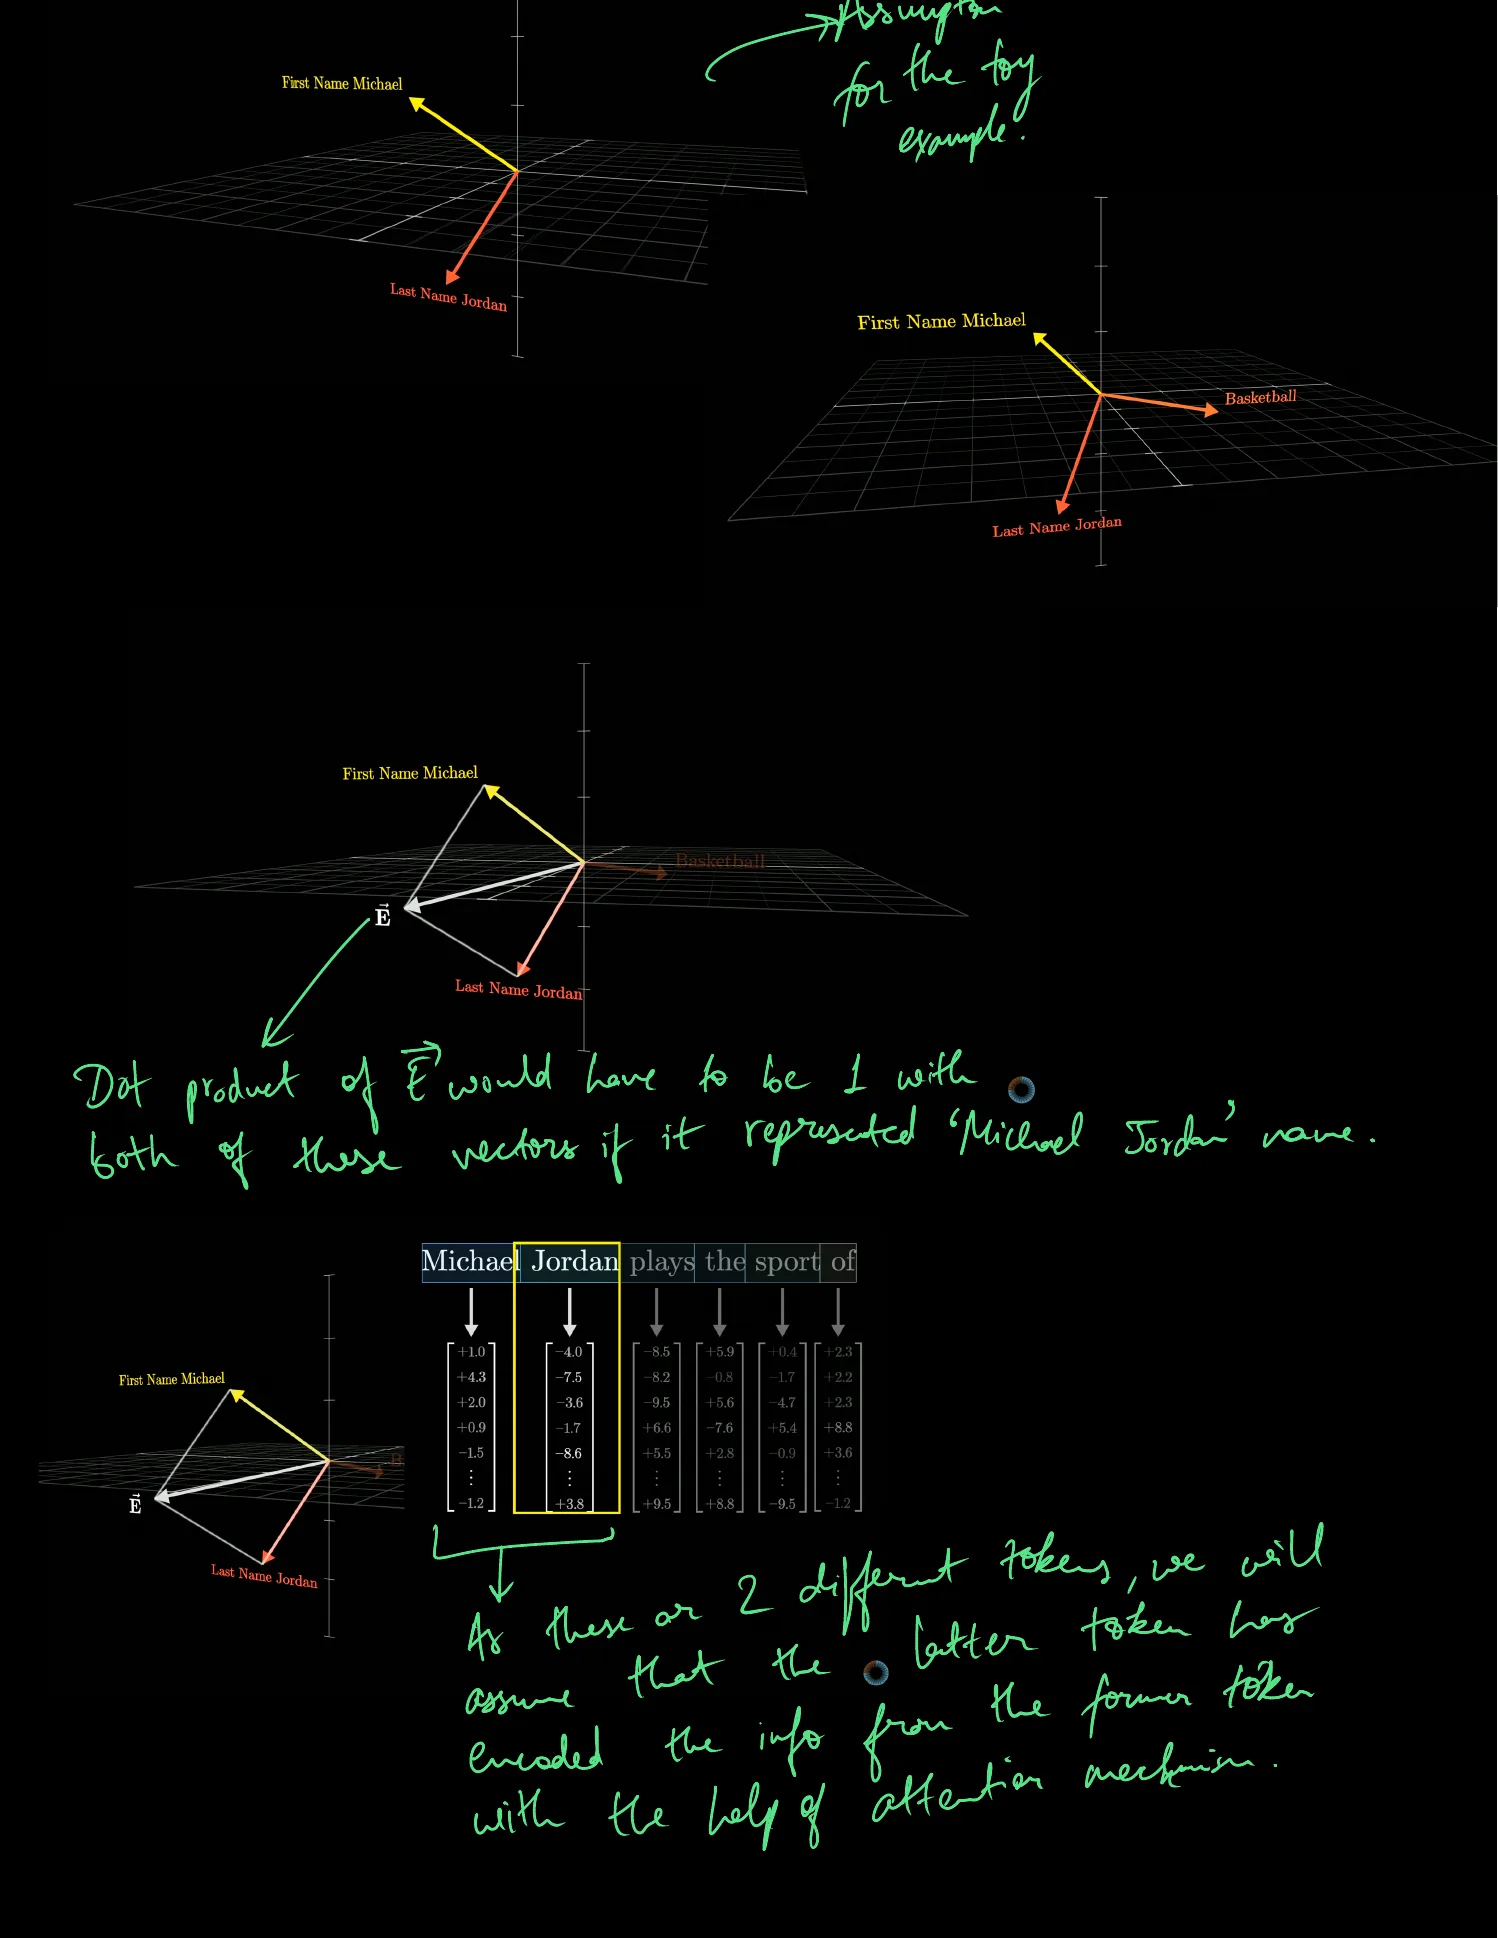 Assumption
for the toy
example.
First Name Michael
Last Name Jordan
First Name Michael
Basketball
Last Name Jordan
First Name Michael
Basketball
E
Last Name Jordan
Dot product of E would have to be 1 with
both of these vectors if it represented 'Michael Jordan' name.
Michael Jordan plays the sport of
+1.0 −4.0 −8.5 +5.9 +0.4 +2.3
+4.3 −7.5 −8.2 −0.8 −1.7 +2.2
+2.0 −3.6 −9.5 +5.6 −4.7 +2.3
+0.9 −1.7 +6.6 −7.6 +5.4 +8.8
−1.5 −8.6 +5.5 +2.8 −0.9 +3.6
⋮ ⋮ ⋮ ⋮ ⋮ ⋮
−1.2 +3.8 +9.5 +8.8 −9.5 −1.2
First Name Michael
B
E
Last Name Jordan
As these ar 2 different tokens, we will
assume that the latter token has
encoded the info from the former token
with the help of attention mechanism.